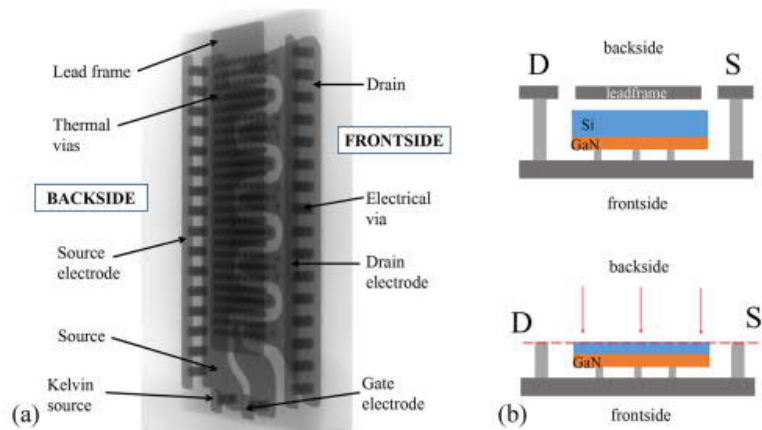 Lead frame
Thermal
vias
BACKSIDE
Source
electrode
Source
Kelvin
source
(a)
Drain
FRONTSIDE
Electrical
via
Drain
electrode
Gate
electrode
backside
D
S
leadframe
Si
GaN
frontside
backside
D
S
GaN
frontside
(b)